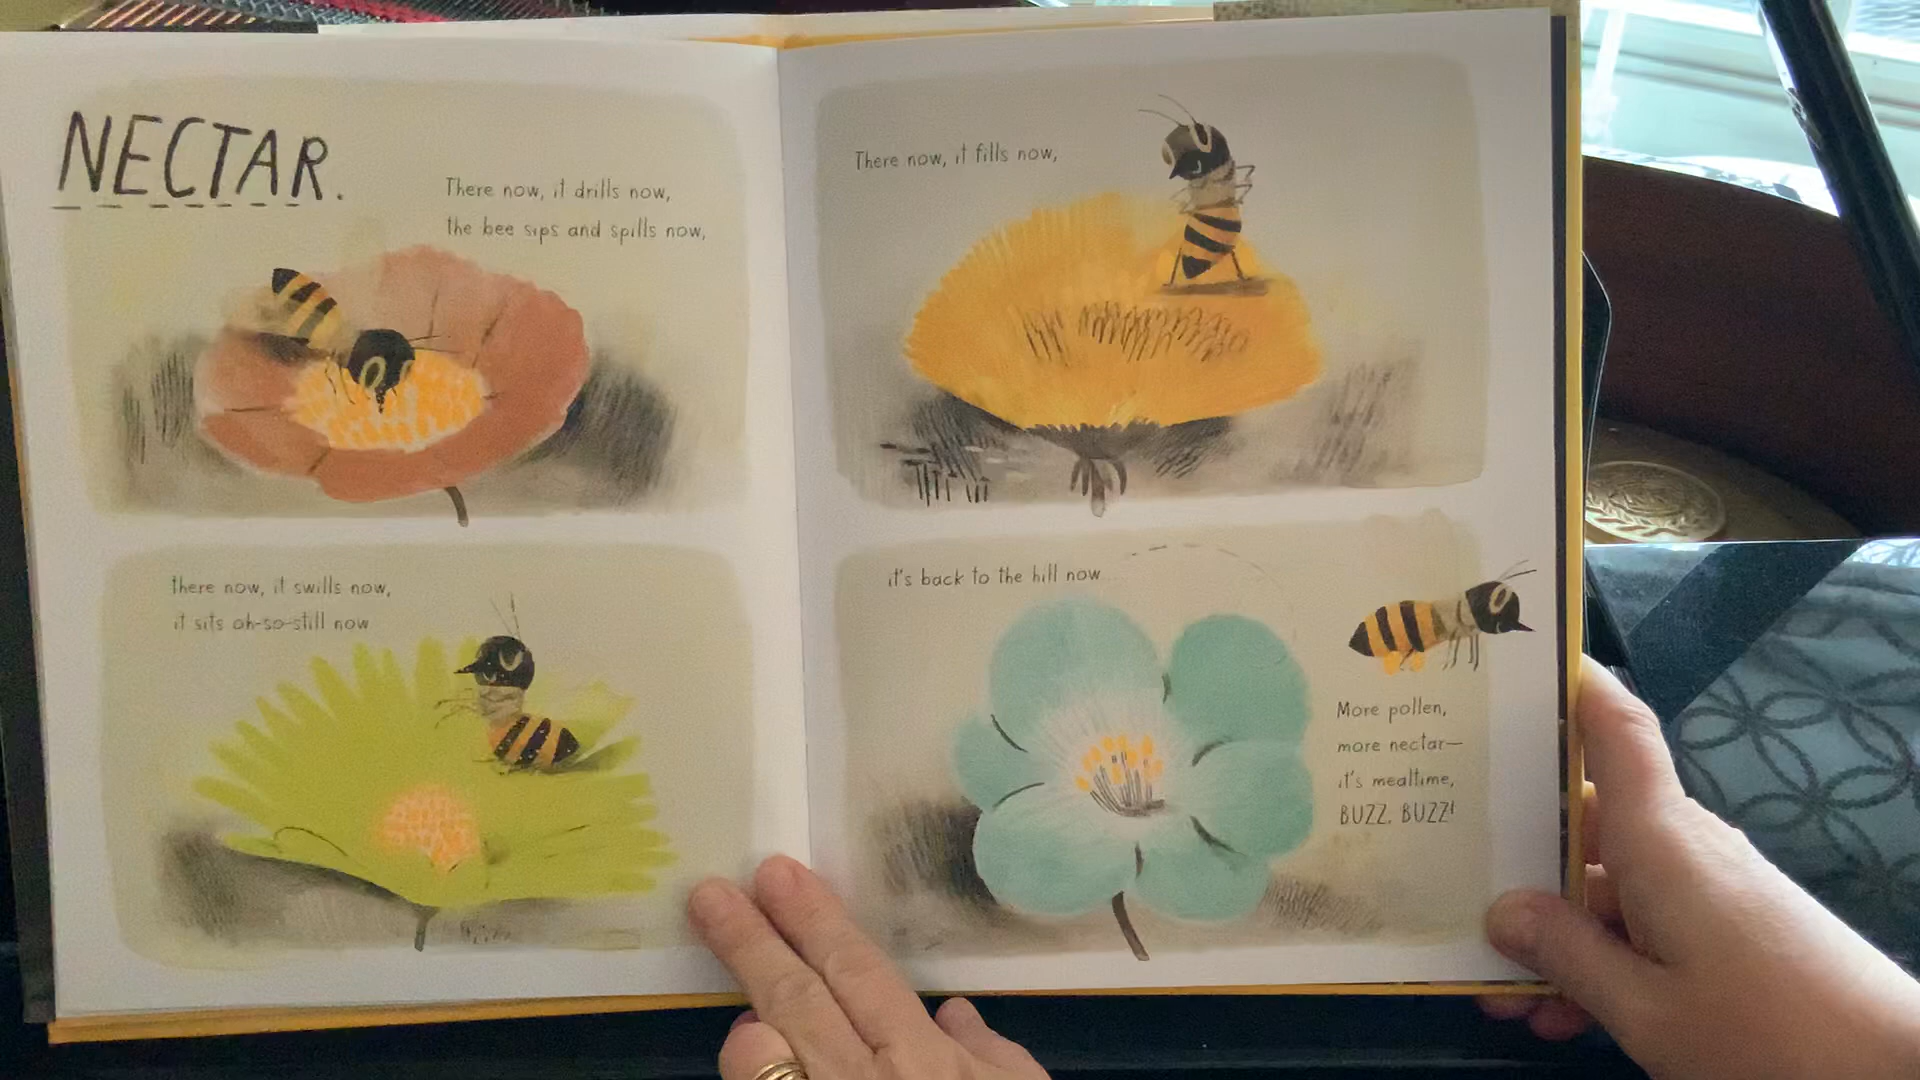 NECTAR.
There now, it drills now,
the bee sips and spills now,
there now, it swills now,
it sits oh-so-still now
There now, it fills now,
it's back to the hill now
More pollen,
more nectar—
it's mealtime,
BUZZ, BUZZ!